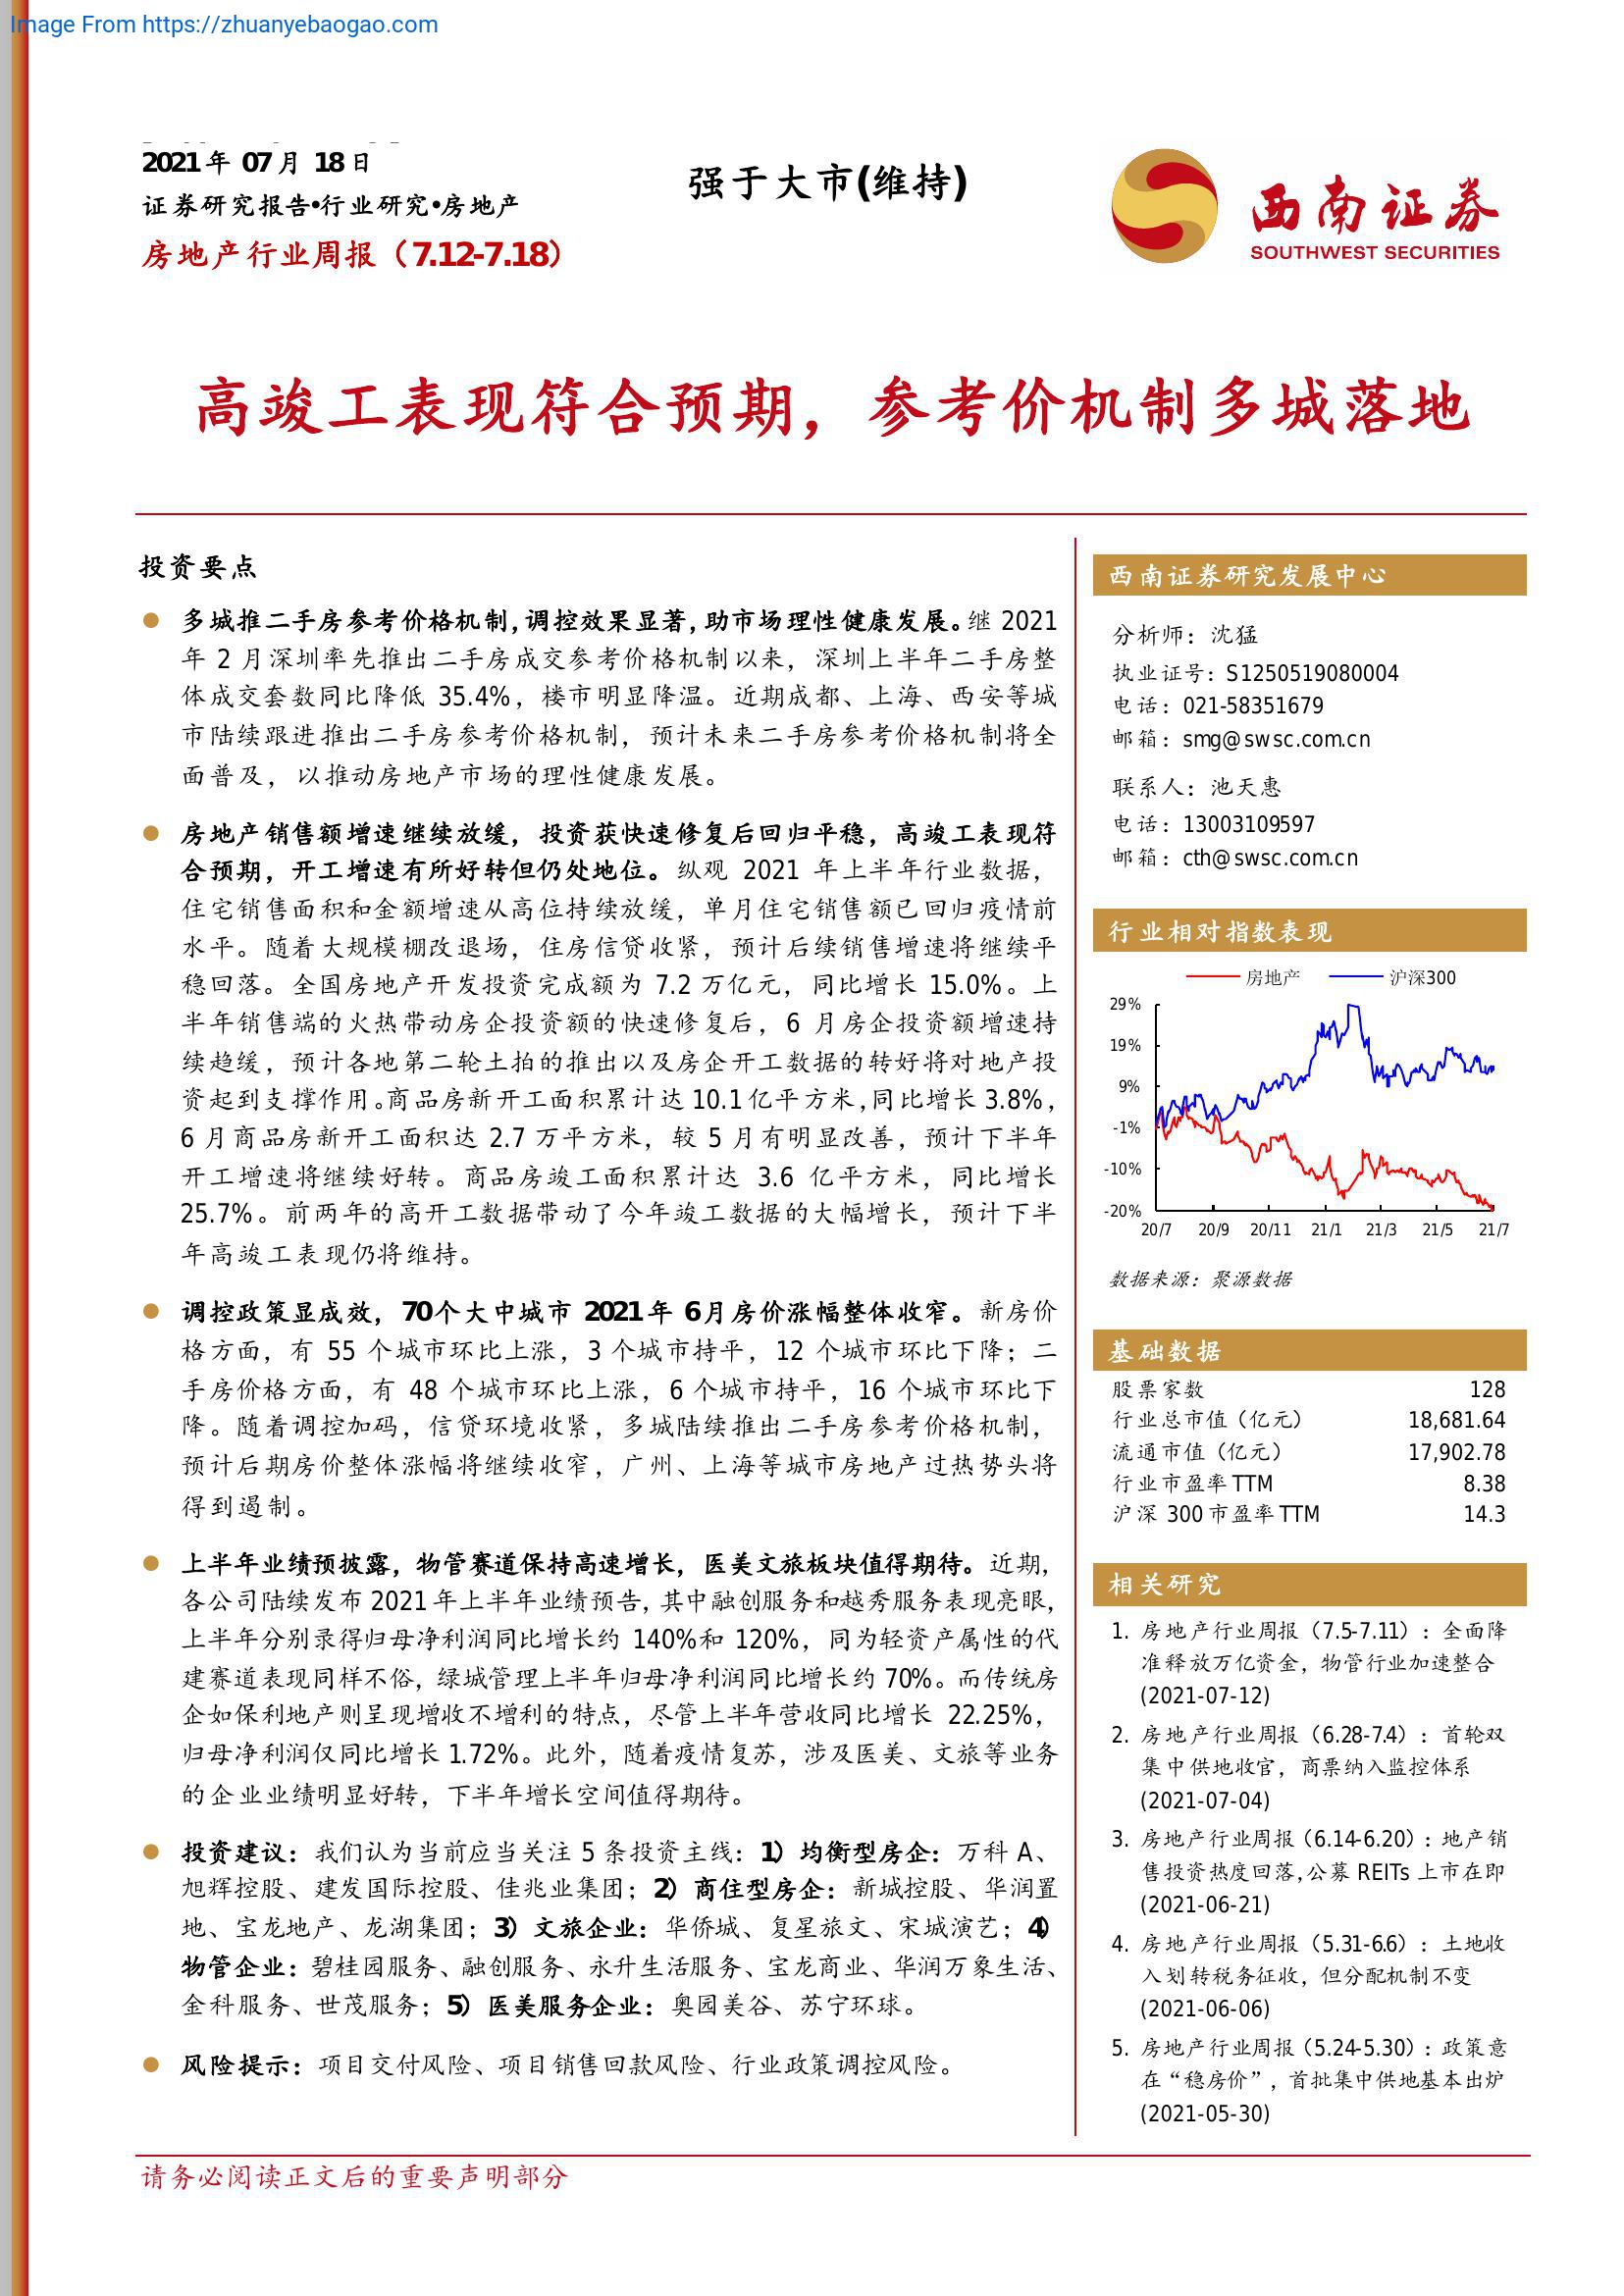 Image From https://zhuanyebaogao.com
2021年 07月 18日
证券研究报告•行业研究•房地产
房地产行业周报（7.12-7.18）
强于大市(维持)
西南证券
SOUTHWEST SECURITIES
高竣工表现符合预期，参考价机制多城落地
投资要点
● 多城推二手房参考价格机制，调控效果显著，助市场理性健康发展。继 2021
年 2 月深圳率先推出二手房成交参考价格机制以来，深圳上半年二手房整
体成交套数同比降低 35.4%，楼市明显降温。近期成都、上海、西安等城
市陆续跟进推出二手房参考价格机制，预计未来二手房参考价格机制将全
面普及，以推动房地产市场的理性健康发展。
● 房地产销售额增速继续放缓，投资获快速修复后回归平稳，高竣工表现符
合预期，开工增速有所好转但仍处地位。纵观 2021 年上半年行业数据，
住宅销售面积和金额增速从高位持续放缓，单月住宅销售额已回归疫情前
水平。随着大规模棚改退场，住房信贷收紧，预计后续销售增速将继续平
稳回落。全国房地产开发投资完成额为 7.2 万亿元，同比增长 15.0%。上
半年销售端的火热带动房企投资额的快速修复后，6 月房企投资额增速持
续趋缓，预计各地第二轮土拍的推出以及房企开工数据的转好将对地产投
资起到支撑作用。商品房新开工面积累计达 10.1 亿平方米，同比增长 3.8%，
6 月商品房新开工面积达 2.7 万平方米，较 5 月有明显改善，预计下半年
开工增速将继续好转。商品房竣工面积累计达 3.6 亿平方米，同比增长
25.7%。前两年的高开工数据带动了今年竣工数据的大幅增长，预计下半
年高竣工表现仍将维持。
● 调控政策显成效，70个大中城市 2021年 6月房价涨幅整体收窄。新房价
格方面，有 55 个城市环比上涨，3 个城市持平，12 个城市环比下降；二
手房价格方面，有 48 个城市环比上涨，6 个城市持平，16 个城市环比下
降。随着调控加码，信贷环境收紧，多城陆续推出二手房参考价格机制，
预计后期房价整体涨幅将继续收窄，广州、上海等城市房地产过热势头将
得到遏制。
● 上半年业绩预披露，物管赛道保持高速增长，医美文旅板块值得期待。近期，
各公司陆续发布 2021 年上半年业绩预告，其中融创服务和越秀服务表现亮眼，
上半年分别录得归母净利润同比增长约 140%和 120%，同为轻资产属性的代
建赛道表现同样不俗，绿城管理上半年归母净利润同比增长约 70%。而传统房
企如保利地产则呈现增收不增利的特点，尽管上半年营收同比增长 22.25%，
归母净利润仅同比增长 1.72%。此外，随着疫情复苏，涉及医美、文旅等业务
的企业业绩明显好转，下半年增长空间值得期待。
● 投资建议：我们认为当前应当关注 5 条投资主线：1）均衡型房企：万科 A、
旭辉控股、建发国际控股、佳兆业集团；2）商住型房企：新城控股、华润置
地、宝龙地产、龙湖集团；3）文旅企业：华侨城、复星旅文、宋城演艺；4）
物管企业：碧桂园服务、融创服务、永升生活服务、宝龙商业、华润万象生活、
金科服务、世茂服务；5）医美服务企业：奥园美谷、苏宁环球。
● 风险提示：项目交付风险、项目销售回款风险、行业政策调控风险。
西南证券研究发展中心
分析师：沈猛
执业证号：S1250519080004
电话：021-58351679
邮箱：smg@swsc.com.cn
联系人：池天惠
电话：13003109597
邮箱：cth@swsc.com.cn
行业相对指数表现
房地产 沪深300
29%
19%
9%
-1%
-10%
-20%
20/7 20/9 20/11 21/1 21/3 21/5 21/7
数据来源：聚源数据
基础数据
股票家数 128
行业总市值（亿元） 18,681.64
流通市值（亿元） 17,902.78
行业市盈率 TTM 8.38
沪深 300 市盈率 TTM 14.3
相关研究
1. 房地产行业周报（7.5-7.11）：全面降
准释放万亿资金，物管行业加速整合
(2021-07-12)
2. 房地产行业周报（6.28-7.4）：首轮双
集中供地收官，商票纳入监控体系
(2021-07-04)
3. 房地产行业周报（6.14-6.20）：地产销
售投资热度回落，公募 REITs 上市在即
(2021-06-21)
4. 房地产行业周报（5.31-6.6）：土地收
入划转税务征收，但分配机制不变
(2021-06-06)
5. 房地产行业周报（5.24-5.30）：政策意
在“稳房价”，首批集中供地基本出炉
(2021-05-30)
请务必阅读正文后的重要声明部分